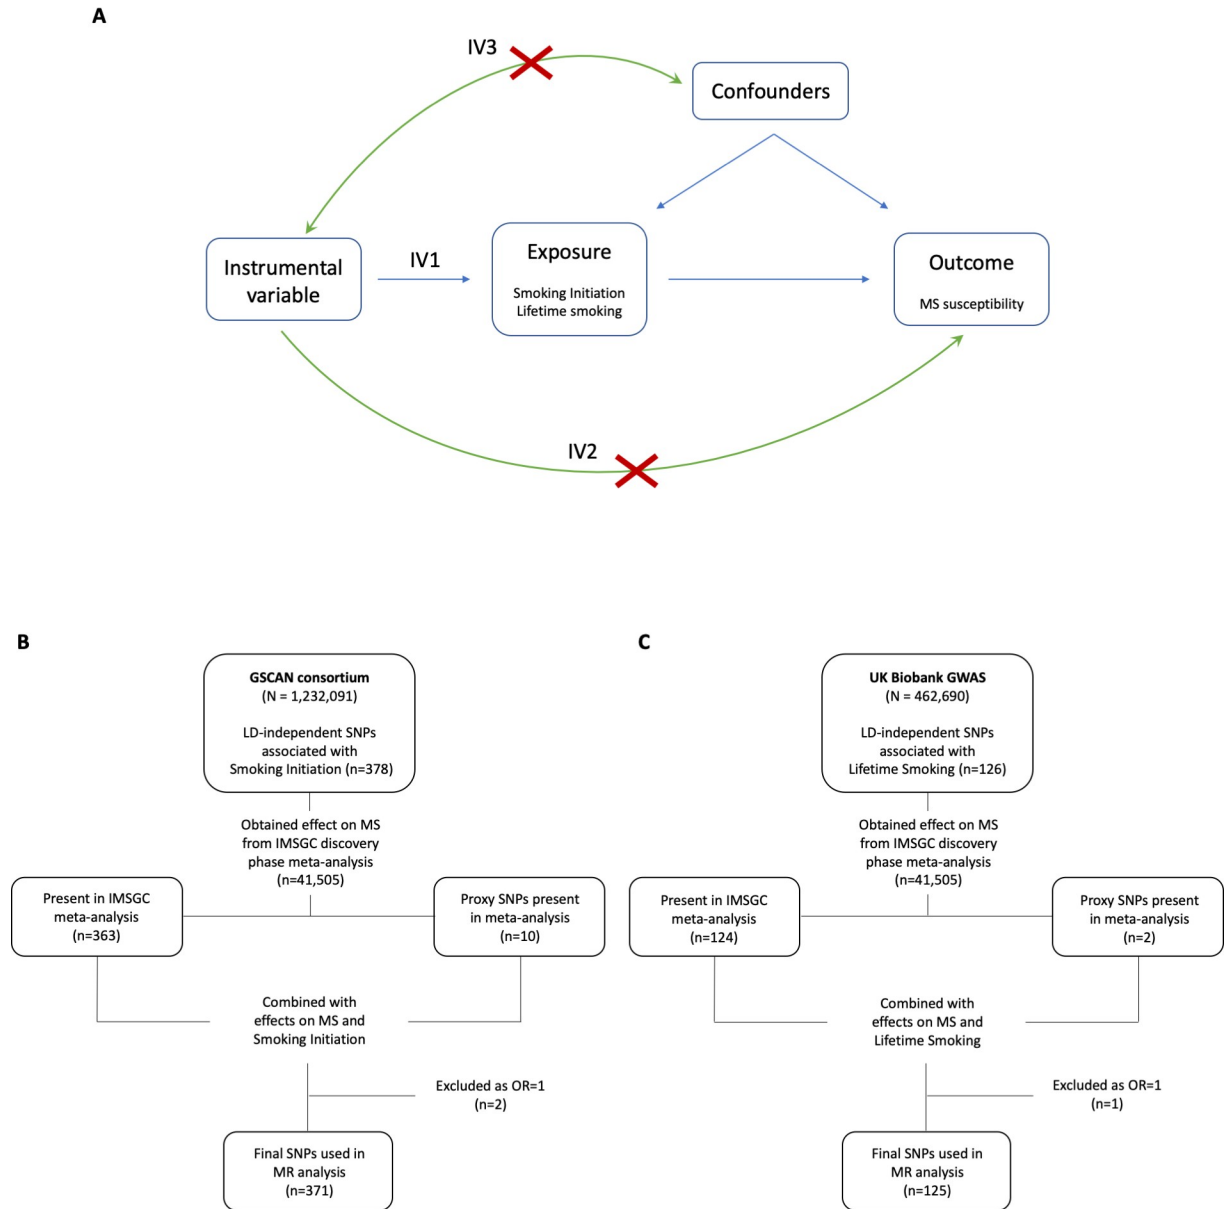 A
IV3
Confounders
Instrumental
variable
IV1
Exposure
Smoking Initiation
Lifetime smoking
Outcome
MS susceptibility
IV2
B
GSCAN consortium
(N = 1,232,091)
LD-independent SNPs
associated with
Smoking Initiation (n=378)
Obtained effect on MS
from IMSGC discovery
phase meta-analysis
(n=41,505)
Present in IMSGC
meta-analysis
(n=363)
Proxy SNPs present
in meta-analysis
(n=10)
Combined with
effects on MS and
Smoking Initiation
Excluded as OR=1
(n=2)
Final SNPs used in
MR analysis
(n=371)
C
UK Biobank GWAS
(N = 462,690)
LD-independent SNPs
associated with
Lifetime Smoking (n=126)
Obtained effect on MS
from IMSGC discovery
phase meta-analysis
(n=41,505)
Present in IMSGC
meta-analysis
(n=124)
Proxy SNPs present
in meta-analysis
(n=2)
Combined with
effects on MS and
Lifetime Smoking
Excluded as OR=1
(n=1)
Final SNPs used in
MR analysis
(n=125)